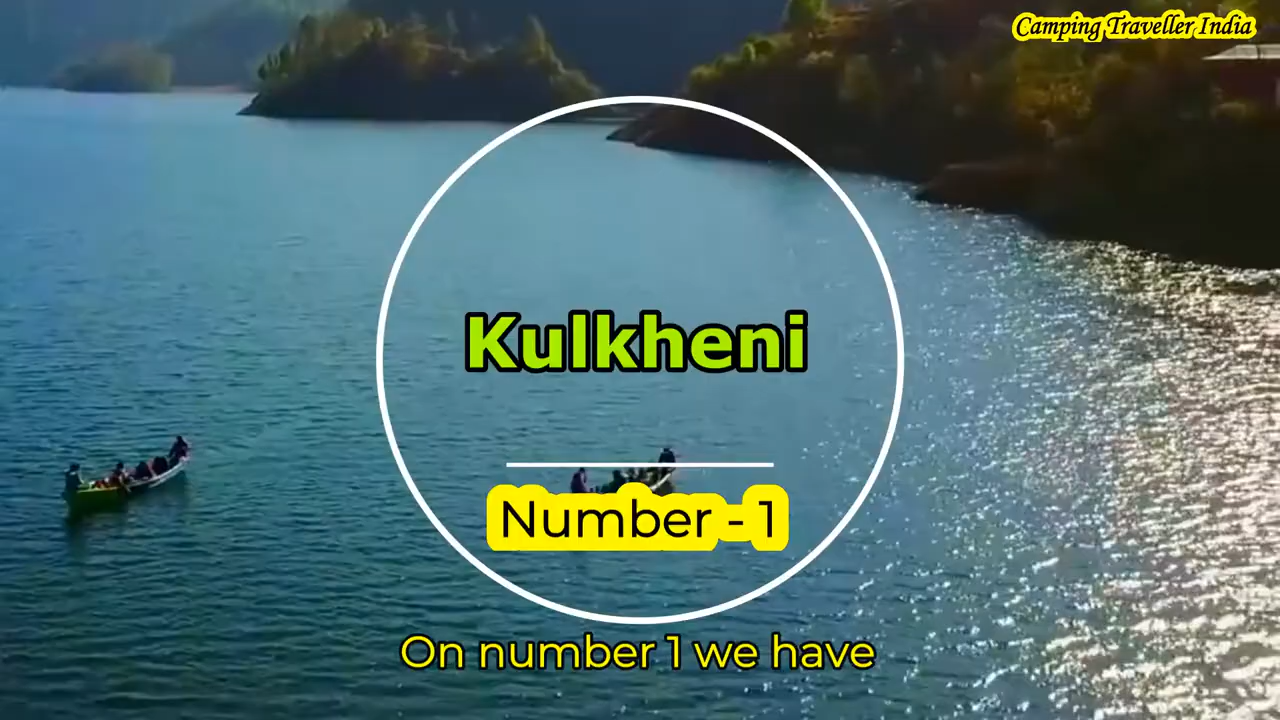 Camping Traveller India
Kulkheni
Number - 1
On number 1 we have